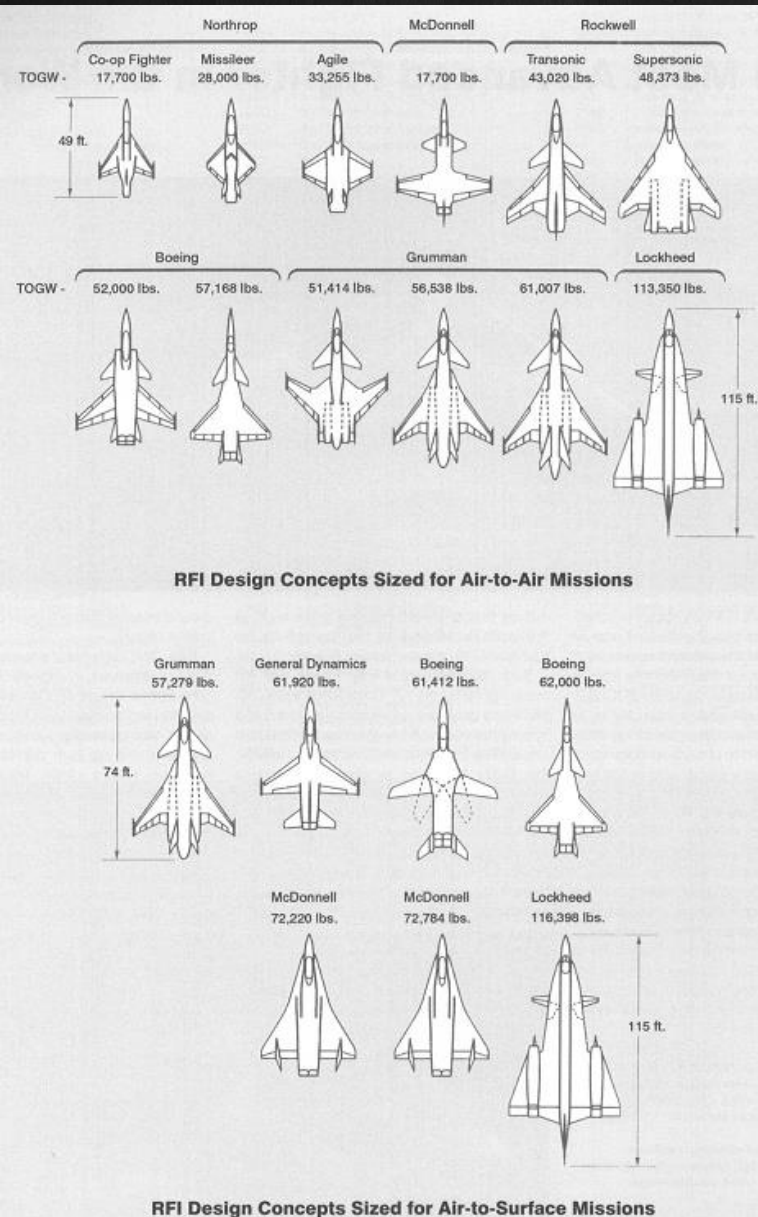 Northrop McDonnell Rockwell
Co-op Fighter Missileer Agile Transonic Supersonic
TOGW - 17,700 lbs. 28,000 lbs. 33,255 lbs. 17,700 lbs. 43,020 lbs. 48,373 lbs.
49 ft.
Boeing Grumman Lockheed
TOGW - 52,000 lbs. 57,168 lbs. 51,414 lbs. 56,538 lbs. 61,007 lbs. 113,350 lbs.
115 ft.
RFI Design Concepts Sized for Air-to-Air Missions
Grumman General Dynamics Boeing Boeing
57,279 lbs. 61,920 lbs. 61,412 lbs. 62,000 lbs.
74 ft.
McDonnell McDonnell Lockheed
72,220 lbs. 72,784 lbs. 116,398 lbs.
115 ft.
RFI Design Concepts Sized for Air-to-Surface Missions